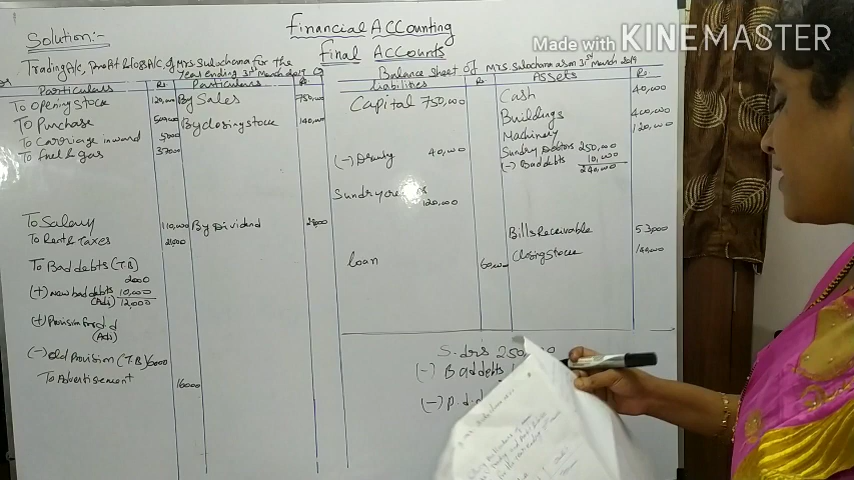 Made with KINEMASTER
Financial ACCounting
Final ACCounts
Solution:-
Trading A/c, profit & loss A/c, of Mrs Sulochana for the
Year ending 31st March 2019
Particulars Rs Particulars Rs.
To opening stock 120,000 By Sales 750,000
To Purchase 500,000 By closing stock 140,000
To Carriage inward 5000
To fuel & gas 37000
To Salary 110,000 By Dividend 28000
To Rent & Taxes
To Bad debts (T.B)
2000
(+) New bad debts 10,000
(Adj) 12,000
(+) Provision for d d
(Adj)
(-) old provision (T.B) 6000
To Advertisement 16000
Balance sheet of Mrs. Sulochana as on 31st March 2019
liabilities Rs Assets Rs.
Capital 750,000 Cash 40,000
Buildings 400,000
Machinery 120,000
(-) Drawing 40,000 Sundry Debtors 250,000
(-) Bad debts 10,000
240,000
Sundry creditors
120,000
Bills Receivable 53000
loan 60,000 Closing stock 140,000
S. drs 250,000
(-) Bad debts
(-) P. d. d